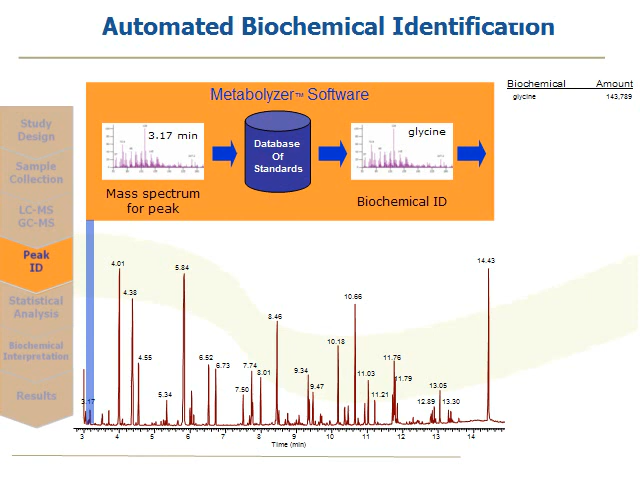 Automated Biochemical Identification
Metabolyzer™ Software
Biochemical Amount
glycine 143,789
Study
Design
Sample
Collection
LC-MS
GC-MS
Peak
ID
Statistical
Analysis
Biochemical
Interpretation
Results
3.17 min
Mass spectrum
for peak
Database
Of
Standards
glycine
Biochemical ID
3.17
4.01
4.38
4.55
5.34
5.84
6.52
6.73
7.50
7.74
8.01
8.46
9.34
9.47
10.18
10.66
11.03
11.21
11.76
11.79
12.89
13.05
13.30
14.43
3 4 5 6 7 8 9 10 11 12 13 14
Time (min)